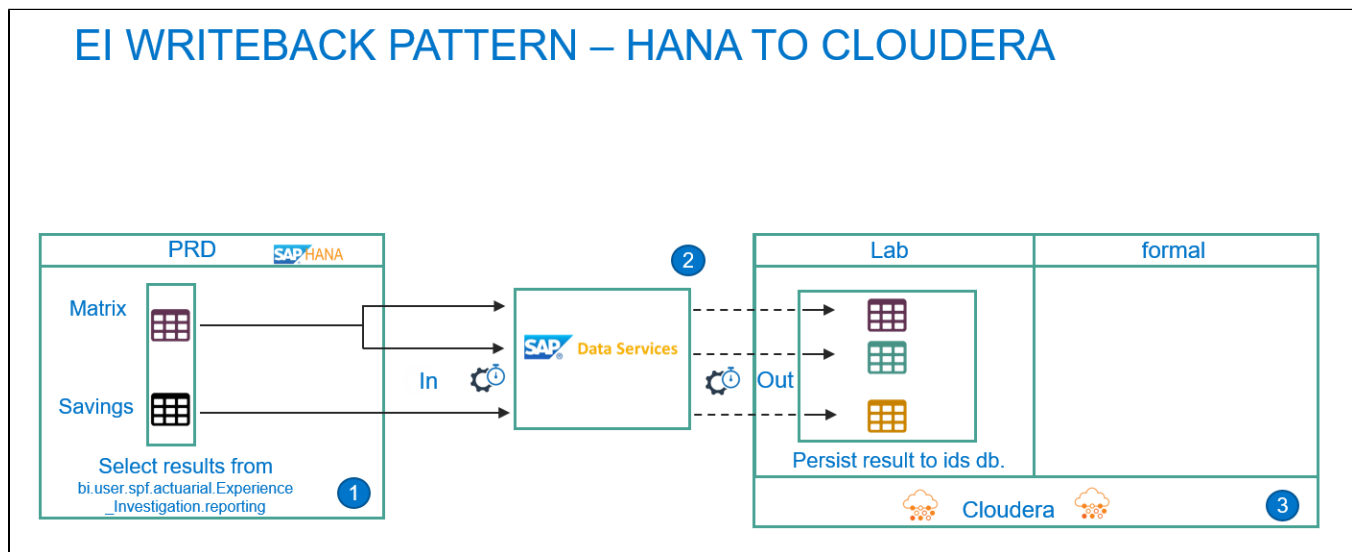 EI WRITEBACK PATTERN – HANA TO CLOUDERA
PRD
SAP HANA
Matrix
Savings
In
Select results from
bi.user.spf.actuarial.Experience
_Investigation.reporting
1
2
SAP® Data Services
Out
Lab
formal
Persist result to ids db.
Cloudera
3